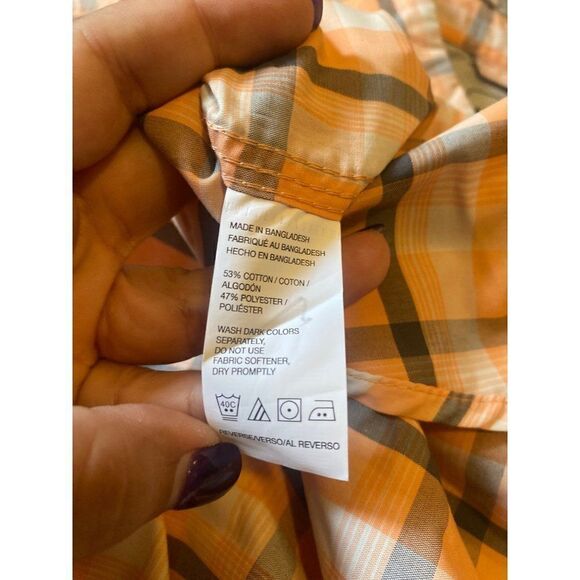 MADE IN BANGLADESH
FABRIQUÉ AU BANGLADESH
HECHO EN BANGLADESH
53% COTTON / COTON /
ALGODÓN
47% POLYESTER /
POLIÉSTER
WASH DARK COLORS
SEPARATELY,
DO NOT USE
FABRIC SOFTENER,
DRY PROMPTLY
40C
REVERSE/VERSO/AL REVERSO